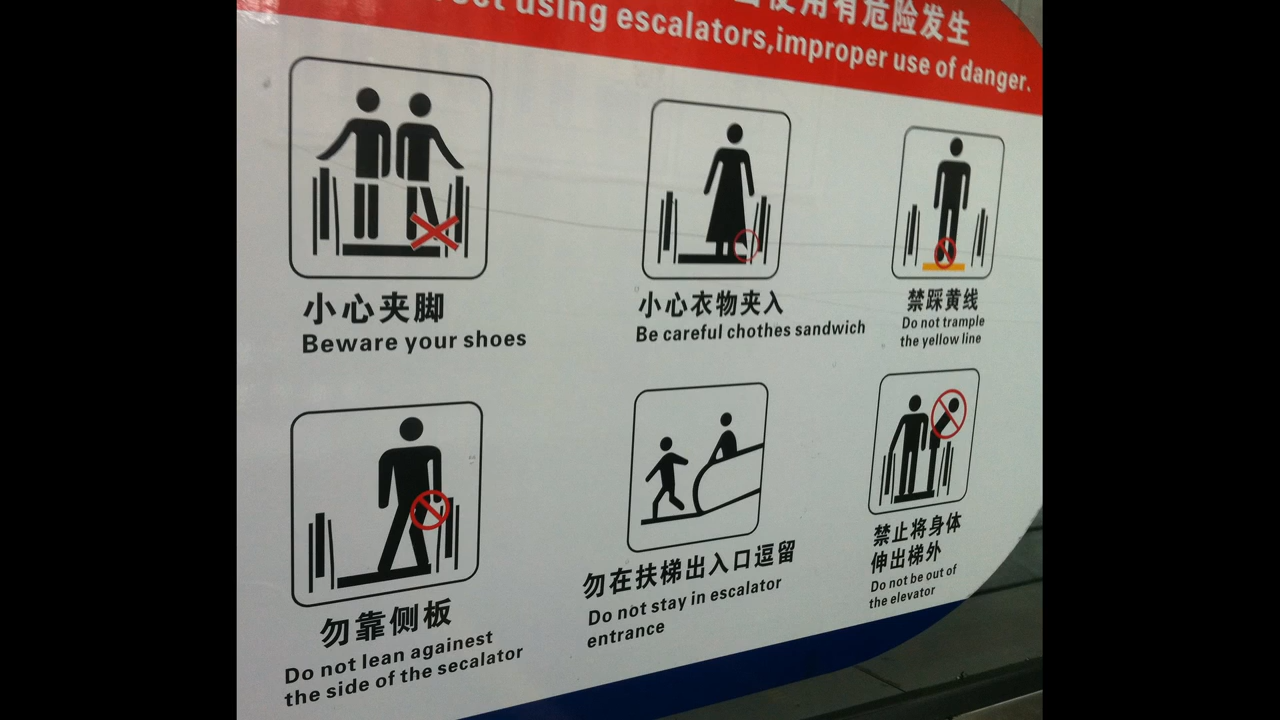 使用有危险发生
using escalators,improper use of danger.
小心夹脚
Beware your shoes
小心衣物夹入
Be careful chothes sandwich
禁踩黄线
Do not trample
the yellow line
勿靠侧板
Do not lean againest
the side of the secalator
勿在扶梯出入口逗留
Do not stay in escalator
entrance
禁止将身体
伸出梯外
Do not be out of
the elevator